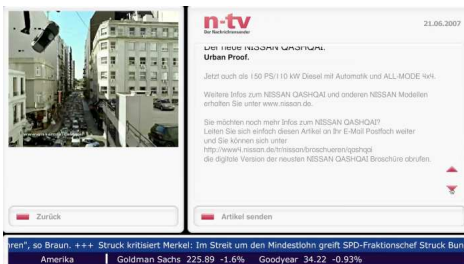 n-tv
Der Nachrichtensender
21.06.2007
Der neue NISSAN QASHQAI.
Urban Proof.
Jetzt auch als 150 PS/110 kW Diesel mit Automatik und ALL-MODE 4x4.
Weitere Infos zum NISSAN QASHQAI und anderen NISSAN Modellen
erhalten Sie unter www.nissan.de.
Sie möchten noch mehr Infos zum NISSAN QASHQAI?
Leiten Sie sich einfach diesen Artikel an Ihr E-Mail Postfach weiter
und Sie können sich unter
http://www4.nissan.de/tr/nissan/broschueren/qashqai
die digitale Version der neusten NISSAN QASHQAI Broschüre abrufen.
Zurück
Artikel senden
hren", so Braun. +++ Struck kritisiert Merkel: Im Streit um den Mindestlohn greift SPD-Fraktionschef Struck Bun
Amerika
Goldman Sachs 225.89 -1.6% Goodyear 34.22 -0.93%